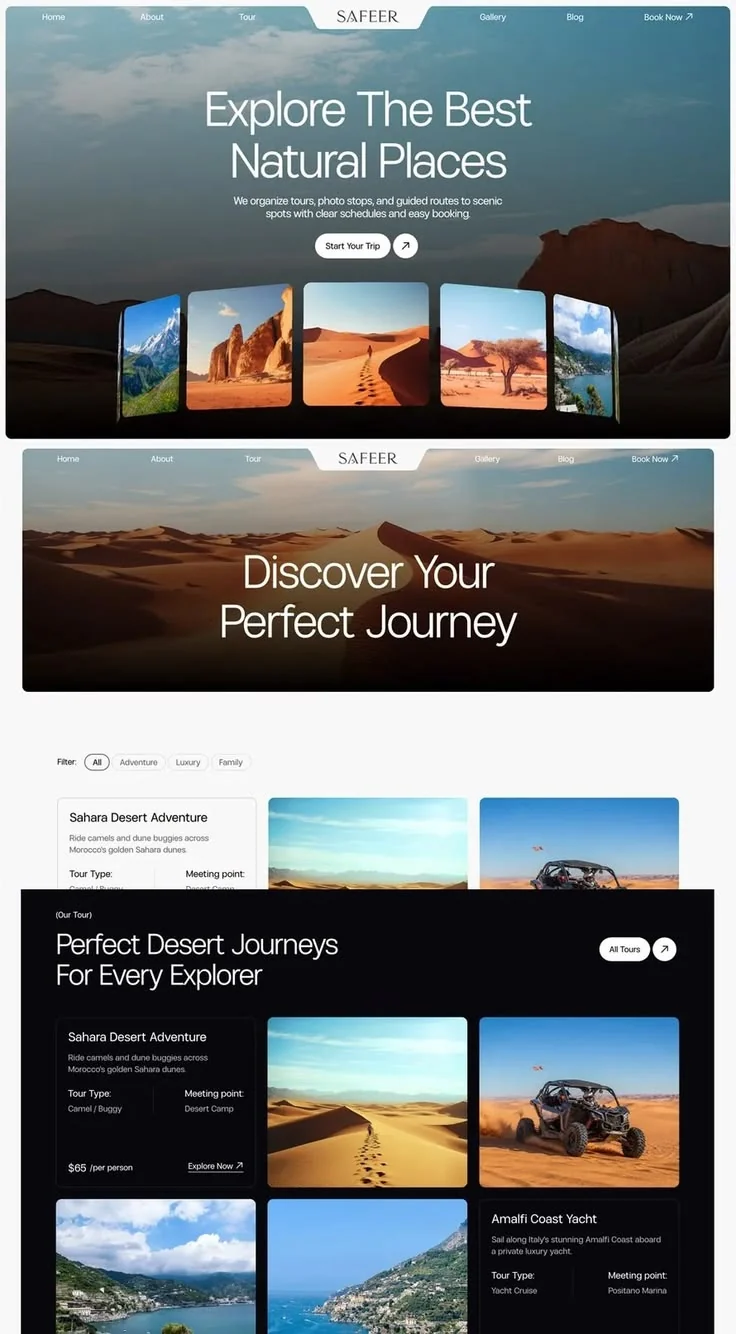 Home About Tour SAFEER Gallery Blog Book Now
Explore The Best
Natural Places
We organize tours, photo stops, and guided routes to scenic
spots with clear schedules and easy booking.
Start Your Trip
Home About Tour SAFEER Gallery Blog Book Now
Discover Your
Perfect Journey
Filter: All Adventure Luxury Family
Sahara Desert Adventure
Ride camels and dune buggies across
Morocco's golden Sahara dunes.
Tour Type: Meeting point:
Camel / Buggy Desert Camp
(Our Tour)
Perfect Desert Journeys
For Every Explorer
All Tours
Sahara Desert Adventure
Ride camels and dune buggies across
Morocco's golden Sahara dunes.
Tour Type: Meeting point:
Camel / Buggy Desert Camp
$65 /per person Explore Now
Amalfi Coast Yacht
Sail along Italy's stunning Amalfi Coast aboard
a private luxury yacht.
Tour Type: Meeting point:
Yacht Cruise Positano Marina